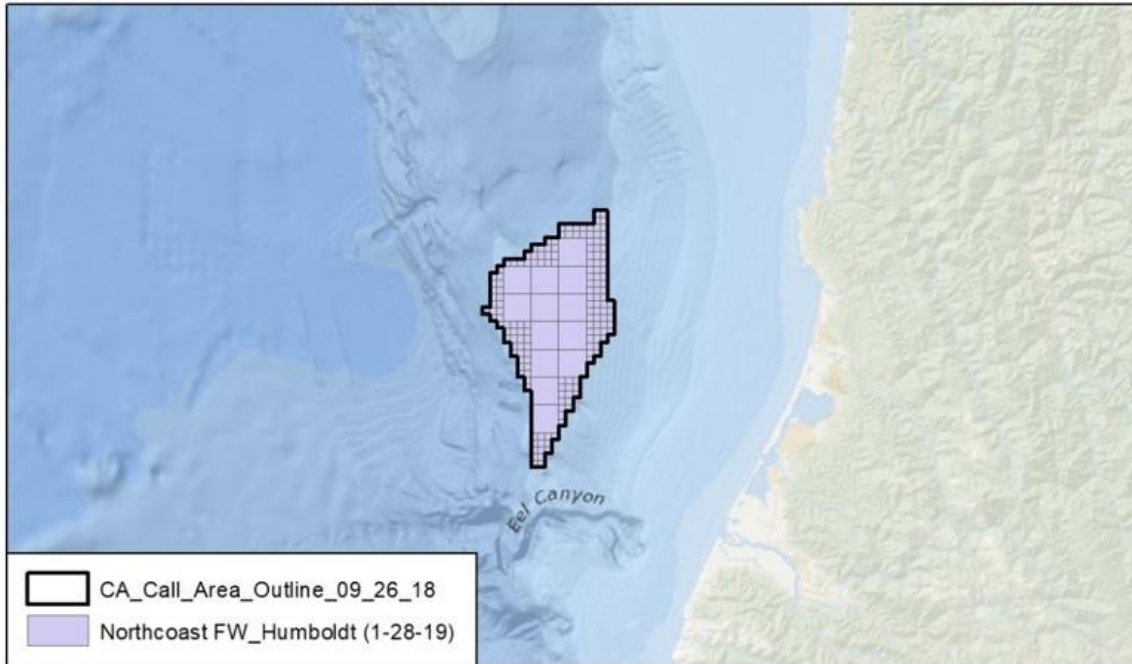 Eel Canyon
CA_Call_Area_Outline_09_26_18
Northcoast FW_Humboldt (1-28-19)